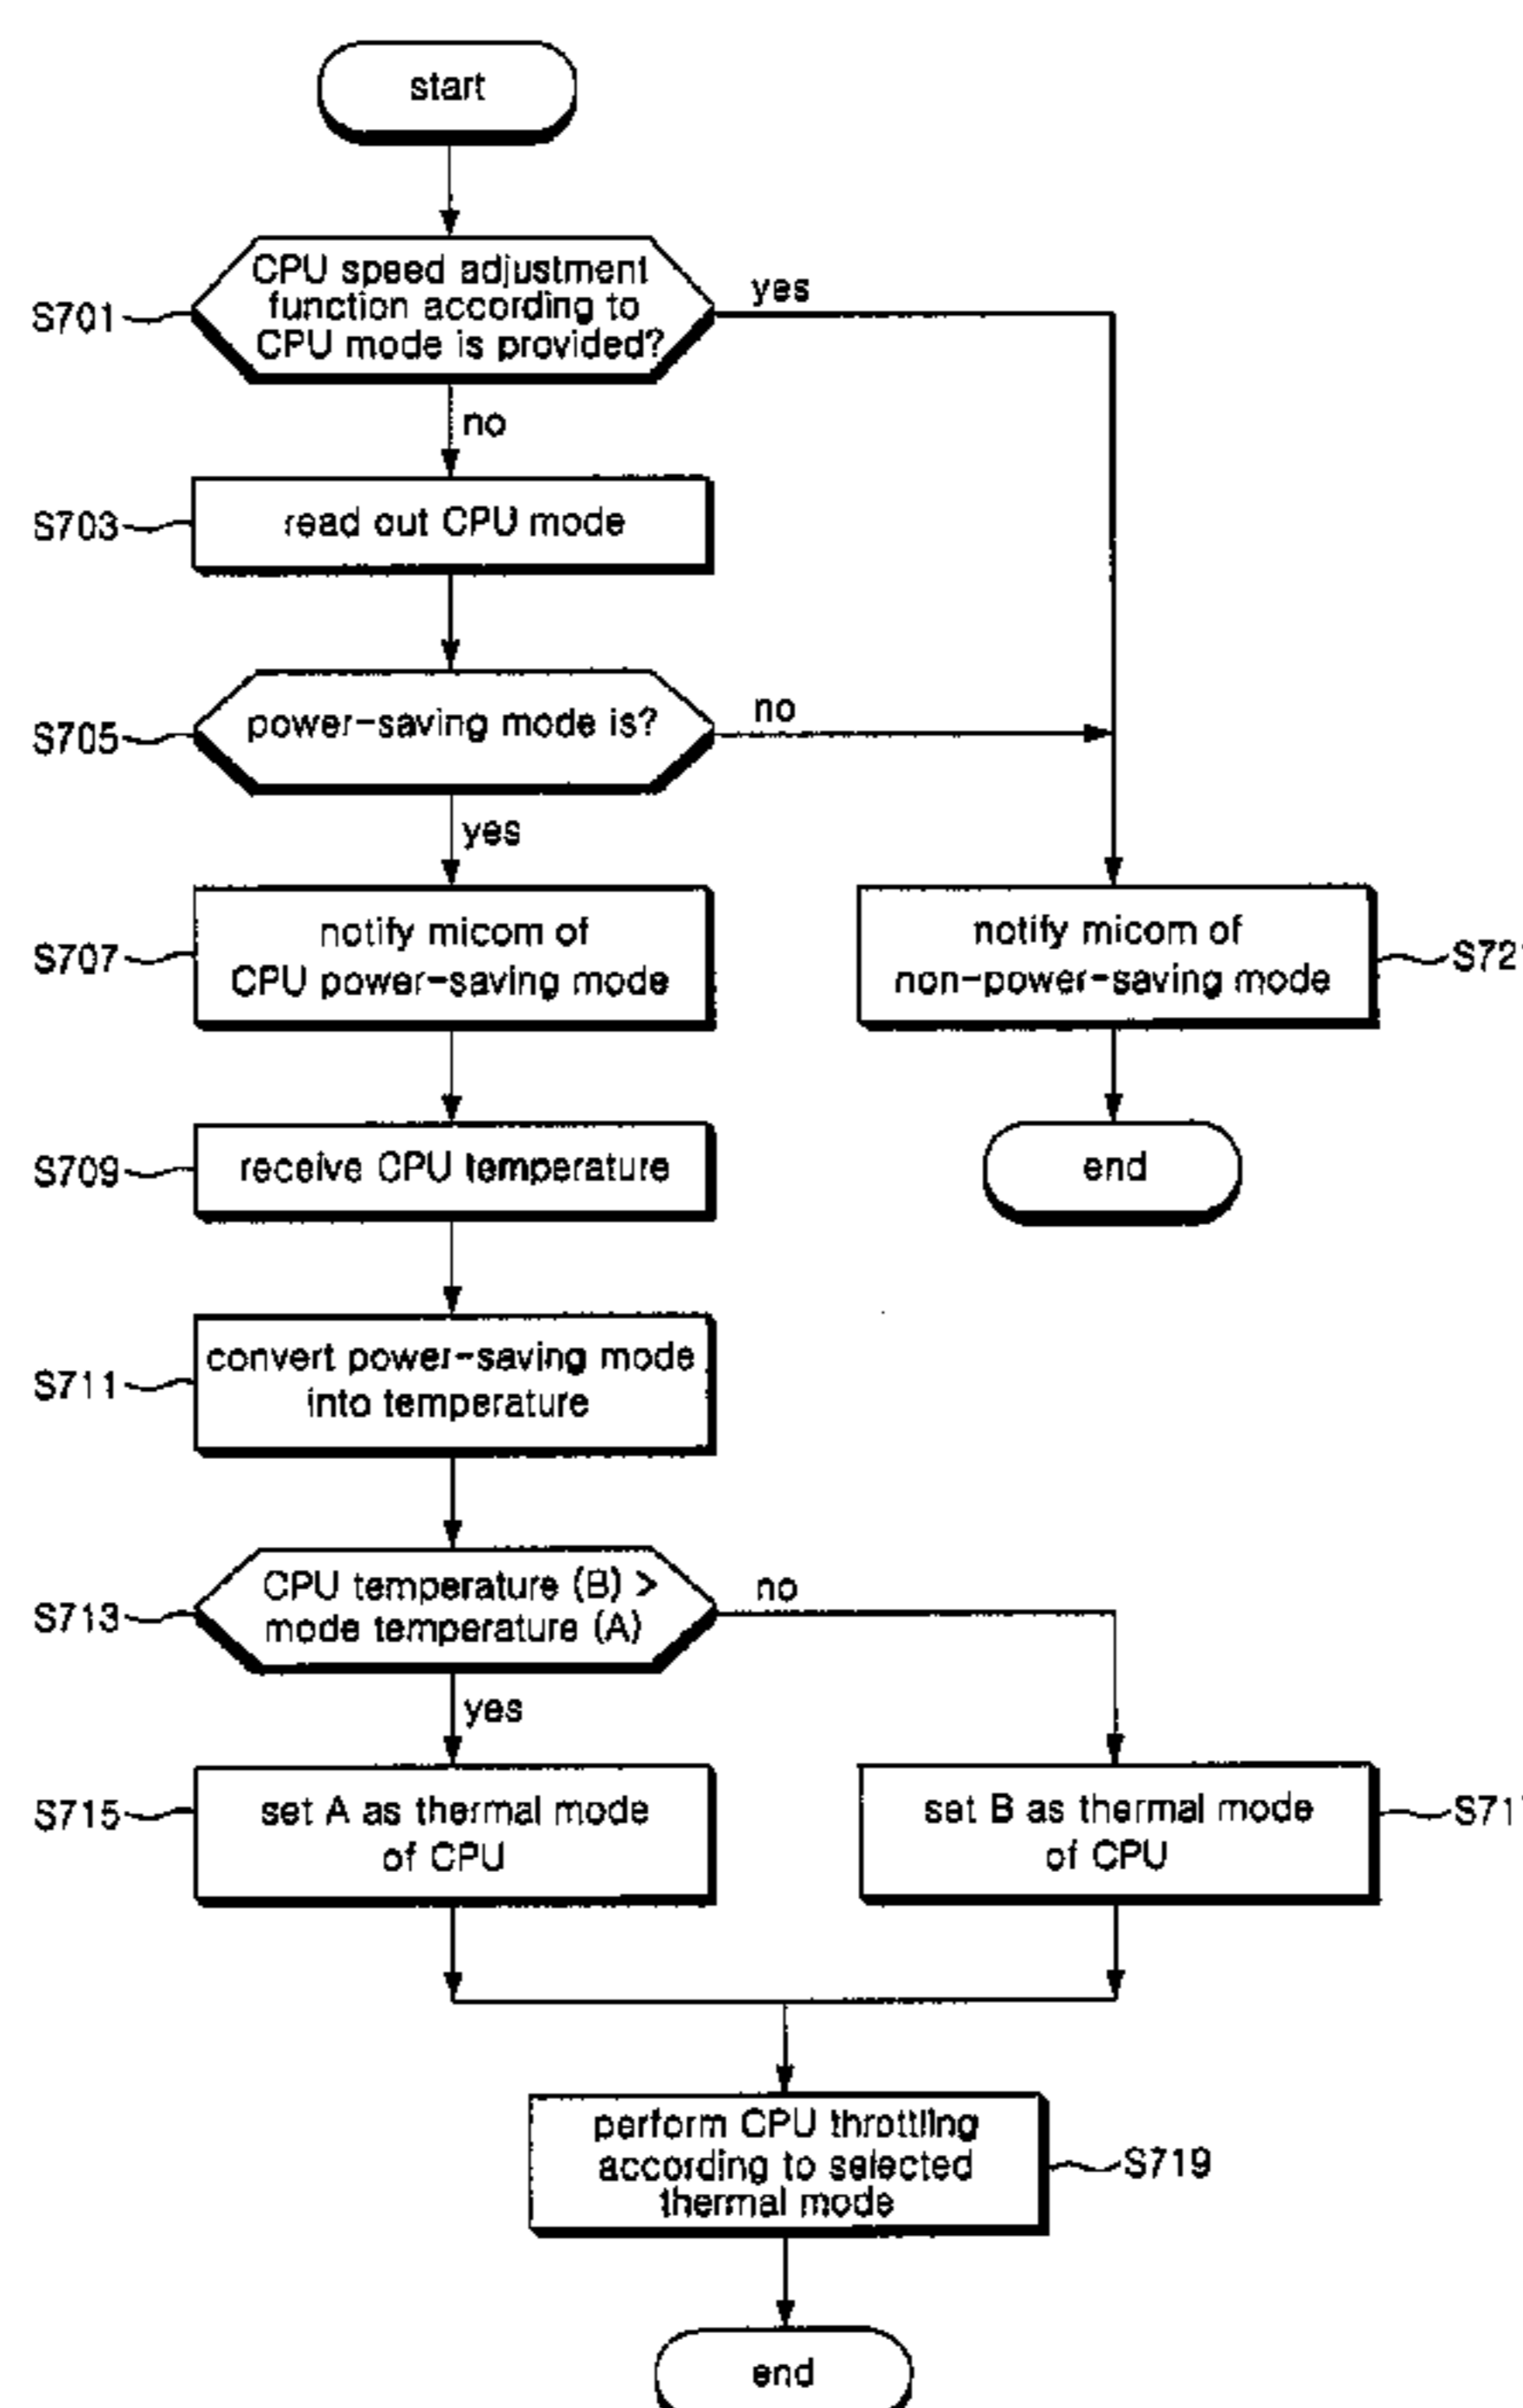 start
CPU speed adjustment
function according to
CPU mode is provided?
yes
S701
no
read out CPU mode
S703
power-saving mode is?
no
S705
yes
notify micom of
CPU power-saving mode
S707
notify micom of
non-power-saving mode
S72
receive CPU temperature
S709
end
convert power-saving mode
into temperature
S711
CPU temperature (B) >
mode temperature (A)
no
S713
yes
set A as thermal mode
of CPU
S715
set B as thermal mode
of CPU
S71
perform CPU throttling
according to selected
thermal mode
S719
end